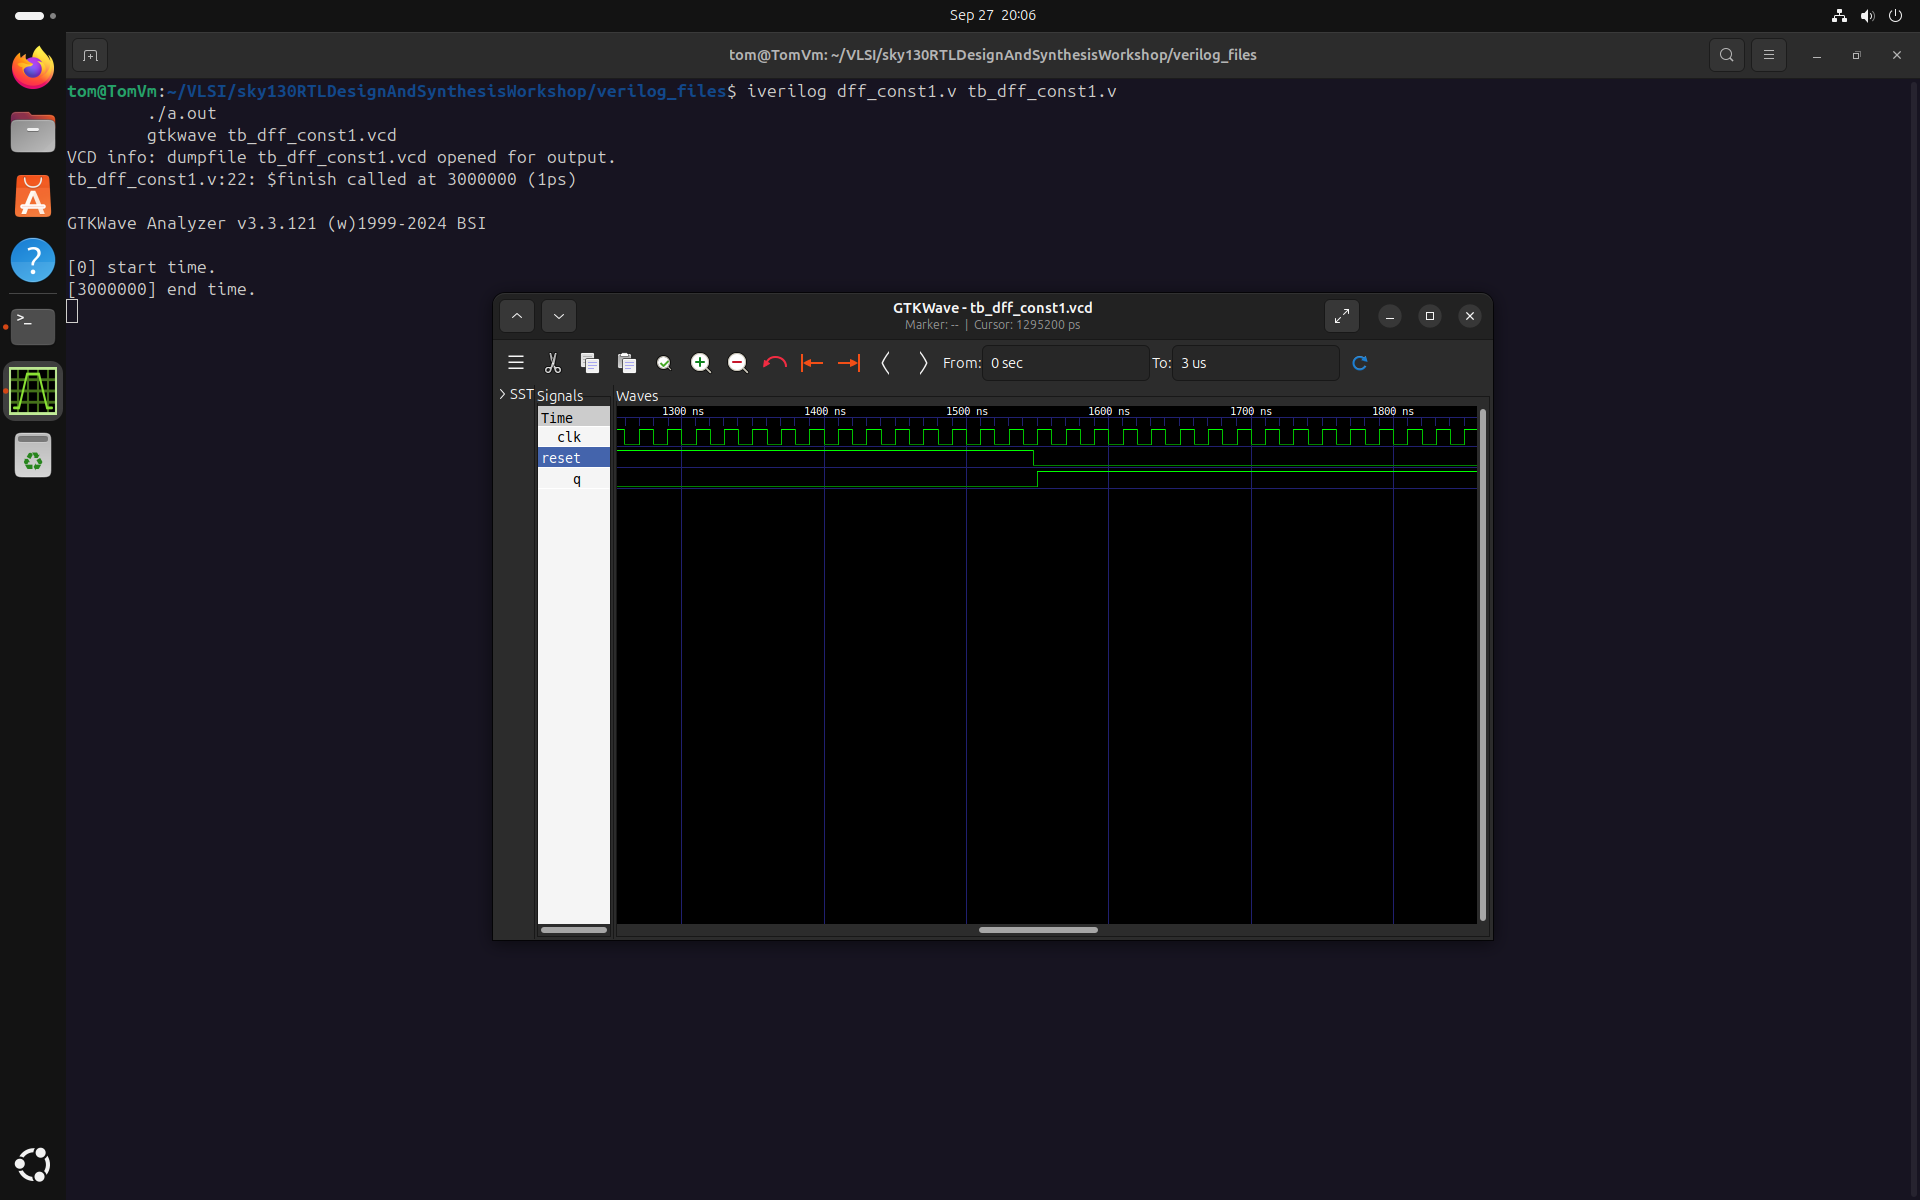 Sep 27 20:06
tom@TomVm: ~/VLSI/sky130RTLDesignAndSynthesisWorkshop/verilog_files
tom@TomVm:~/VLSI/sky130RTLDesignAndSynthesisWorkshop/verilog_files$ iverilog dff_const1.v tb_dff_const1.v
./a.out
gtkwave tb_dff_const1.vcd
VCD info: dumpfile tb_dff_const1.vcd opened for output.
tb_dff_const1.v:22: $finish called at 3000000 (1ps)
GTKWave Analyzer v3.3.121 (w)1999-2024 BSI
[0] start time.
[3000000] end time.
GTKWave - tb_dff_const1.vcd
Marker: -- | Cursor: 1295200 ps
From: 0 sec To: 3 us
SST Signals Waves
Time 1300 ns 1400 ns 1500 ns 1600 ns 1700 ns 1800 ns
clk
reset
q